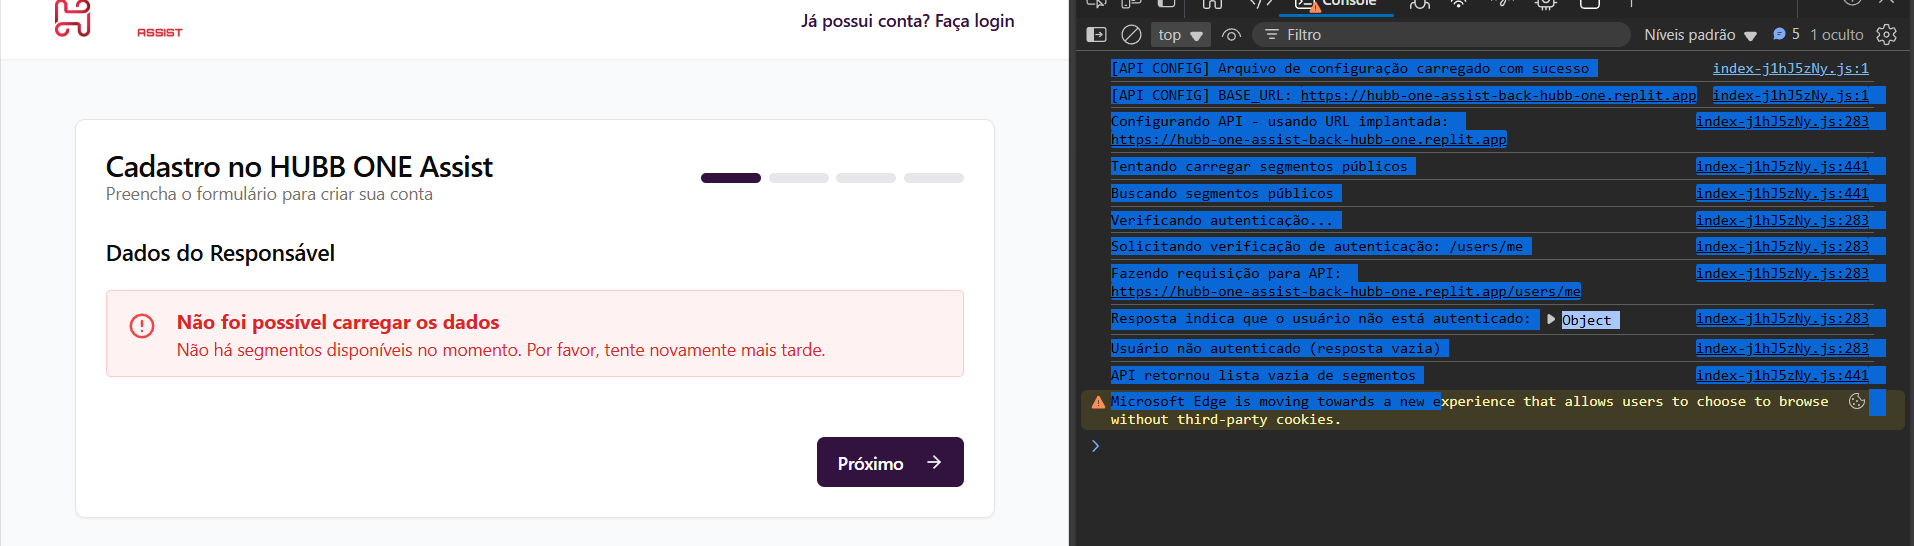 ASSIST
Já possui conta? Faça login
Cadastro no HUBB ONE Assist
Preencha o formulário para criar sua conta
Dados do Responsável
Não foi possível carregar os dados
Não há segmentos disponíveis no momento. Por favor, tente novamente mais tarde.
Próximo
Console
top
Filtro
Níveis padrão
5
1 oculto
[API CONFIG] Arquivo de configuração carregado com sucesso index-j1hJ5zNy.js:1
[API CONFIG] BASE_URL: https://hubb-one-assist-back-hubb-one.replit.app index-j1hJ5zNy.js:1
Configurando API - usando URL implantada: index-j1hJ5zNy.js:283
https://hubb-one-assist-back-hubb-one.replit.app
Tentando carregar segmentos públicos index-j1hJ5zNy.js:441
Buscando segmentos públicos index-j1hJ5zNy.js:441
Verificando autenticação... index-j1hJ5zNy.js:283
Solicitando verificação de autenticação: /users/me index-j1hJ5zNy.js:283
Fazendo requisição para API: index-j1hJ5zNy.js:283
https://hubb-one-assist-back-hubb-one.replit.app/users/me
Resposta indica que o usuário não está autenticado: Object index-j1hJ5zNy.js:283
Usuário não autenticado (resposta vazia) index-j1hJ5zNy.js:283
API retornou lista vazia de segmentos index-j1hJ5zNy.js:441
Microsoft Edge is moving towards a new experience that allows users to choose to browse
without third-party cookies.